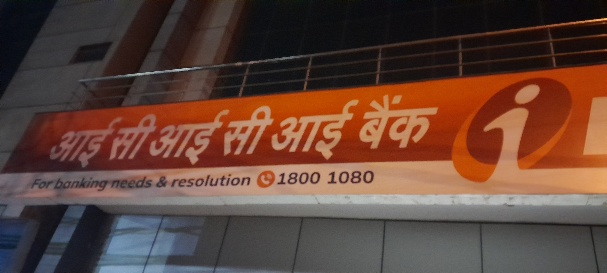 आई सी आई सी आई बैंक
For banking needs & resolution 1800 1080